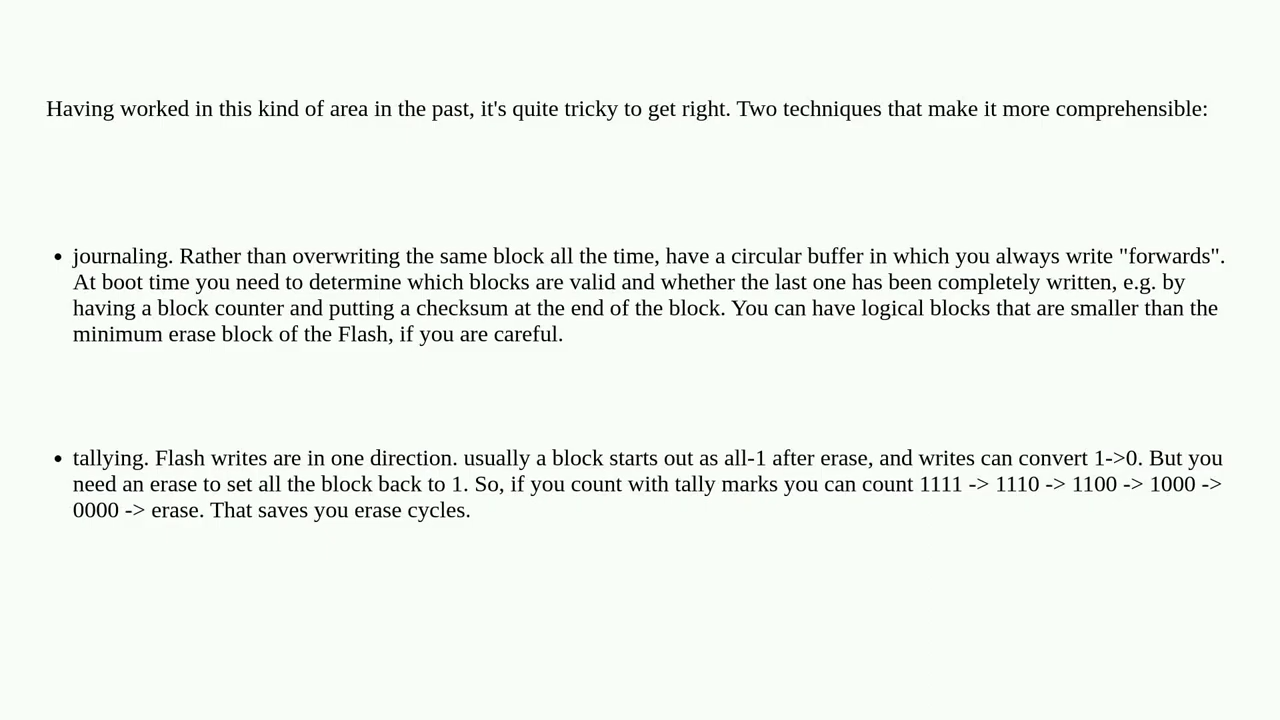 Having worked in this kind of area in the past, it's quite tricky to get right. Two techniques that make it more comprehensible:
• journaling. Rather than overwriting the same block all the time, have a circular buffer in which you always write "forwards".
At boot time you need to determine which blocks are valid and whether the last one has been completely written, e.g. by
having a block counter and putting a checksum at the end of the block. You can have logical blocks that are smaller than the
minimum erase block of the Flash, if you are careful.
• tallying. Flash writes are in one direction. usually a block starts out as all-1 after erase, and writes can convert 1->0. But you
need an erase to set all the block back to 1. So, if you count with tally marks you can count 1111 -> 1110 -> 1100 -> 1000 ->
0000 -> erase. That saves you erase cycles.